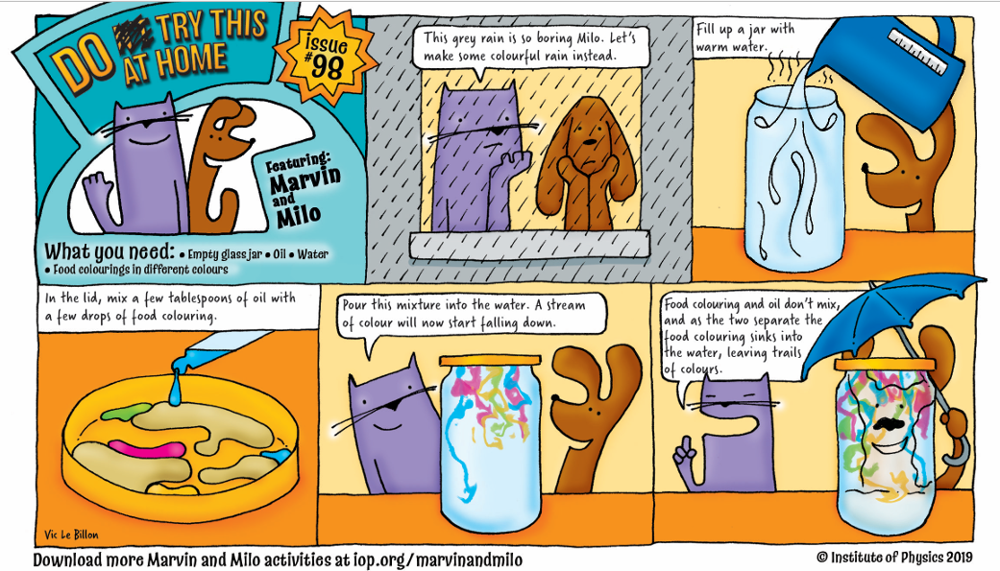 DO TRY THIS
AT HOME
issue
#98
Featuring:
Marvin
and
Milo
What you need: • Empty glass jar • Oil • Water
• Food colourings in different colours
This grey rain is so boring Milo. Let's
make some colourful rain instead.
Fill up a jar with
warm water.
In the lid, mix a few tablespoons of oil with
a few drops of food colouring.
Vic Le Billon
Pour this mixture into the water. A stream
of colour will now start falling down.
Food colouring and oil don't mix,
and as the two separate the
food colouring sinks into
the water, leaving trails
of colours.
Download more Marvin and Milo activities at iop.org/marvinandmilo
© Institute of Physics 2019